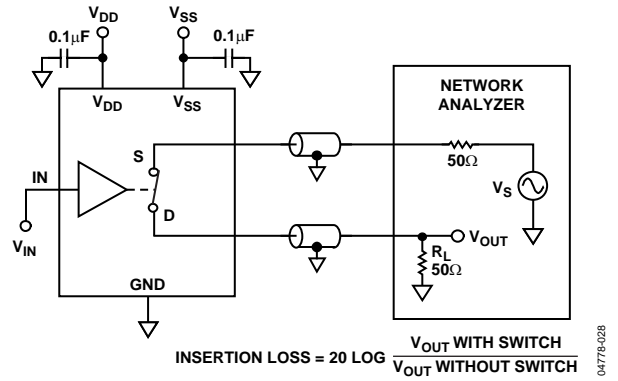 VDD
VSS
0.1µF
0.1µF
VDD
VSS
NETWORK
ANALYZER
S
50Ω
IN
VS
D
VOUT
VIN
RL
50Ω
GND
INSERTION LOSS = 20 LOG VOUT WITH SWITCH
VOUT WITHOUT SWITCH
04778-028